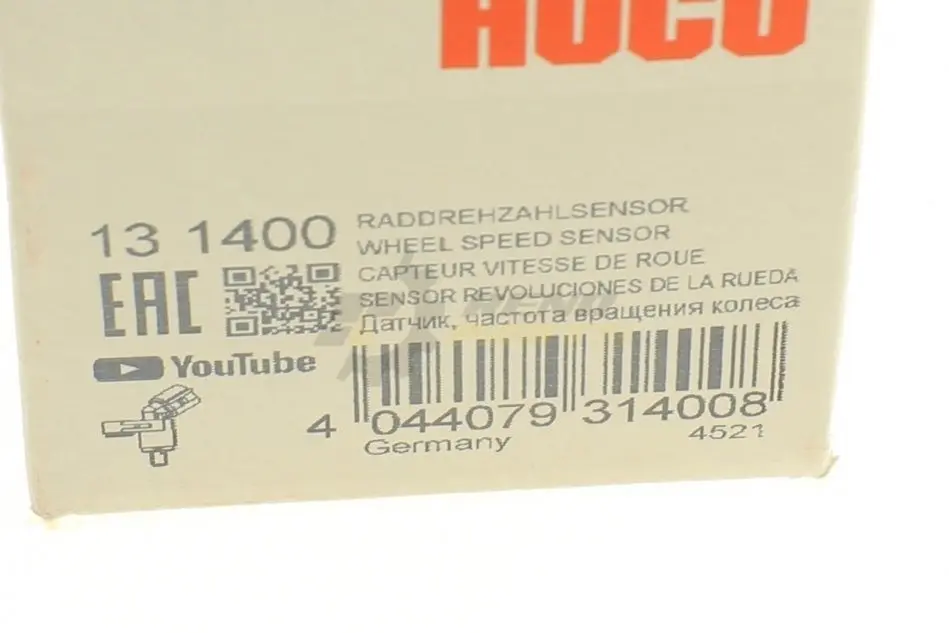 HUCO
13 1400
RADDREHZAHLSENSOR
WHEEL SPEED SENSOR
CAPTEUR VITESSE DE ROUE
SENSOR REVOLUCIONES DE LA RUEDA
Датчик, частота вращения колеса
EAC
YouTube
4 044079 314008
Germany
4521